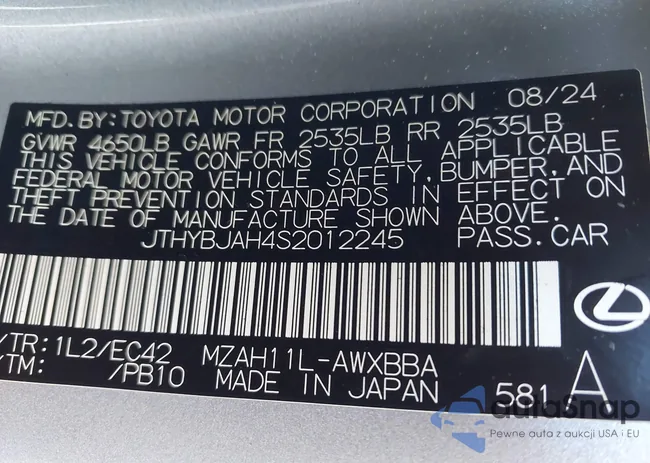 MFD.BY:TOYOTA MOTOR CORPORATION 08/24
GVWR 4650LB GAWR FR 2535LB RR 2535LB
THIS VEHICLE CONFORMS TO ALL APPLICABLE
FEDERAL MOTOR VEHICLE SAFETY,BUMPER,AND
THEFT PREVENTION STANDARDS IN EFFECT ON
THE DATE OF MANUFACTURE SHOWN ABOVE.
JTHYBJAH4S2012245 PASS.CAR
/TR:1L2/EC42 MZAH11L-AWXBBA
/TM: /PB10 MADE IN JAPAN 581 A
autaSnap
Pewne auta z aukcji USA i EU